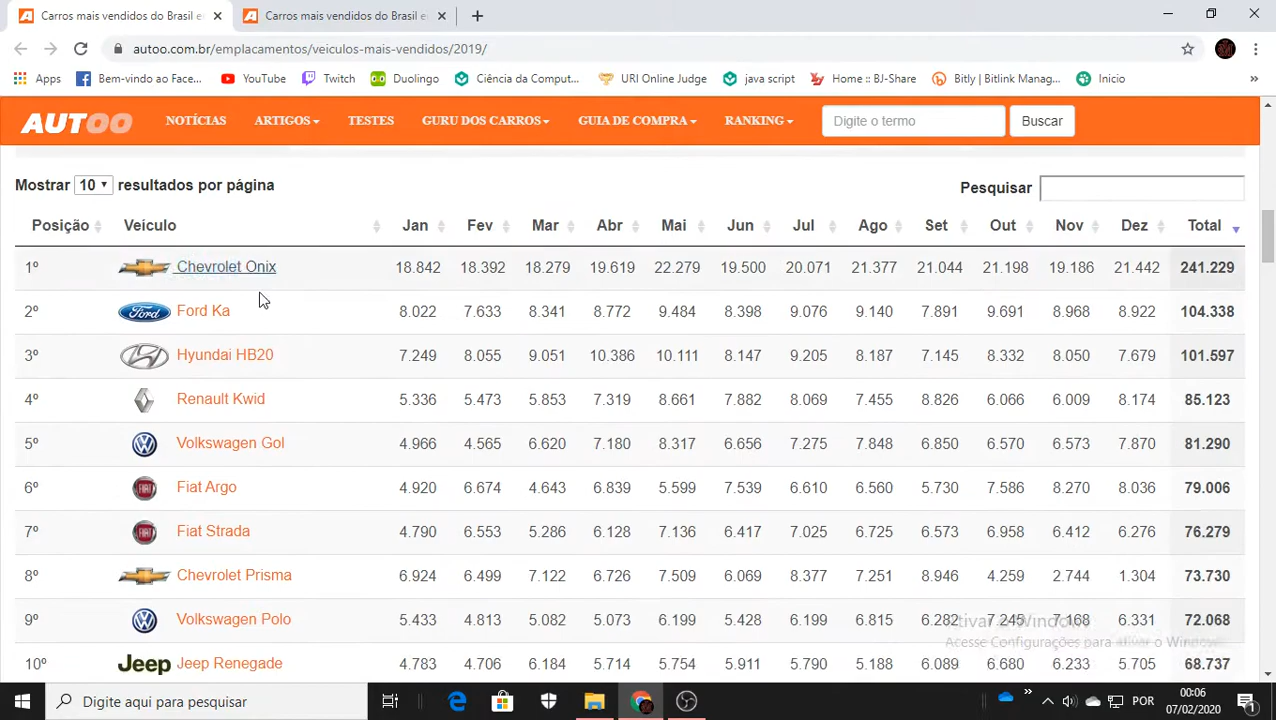 Carros mais vendidos do Brasil e
Carros mais vendidos do Brasil e
autoo.com.br/emplacamentos/veiculos-mais-vendidos/2019/
Apps Bem-vindo ao Face... YouTube Twitch Duolingo Ciência da Comput... URI Online Judge java script Home :: BJ-Share Bitly | Bitlink Manag... Inicio »
AUTOO NOTÍCIAS ARTIGOS TESTES GURU DOS CARROS GUIA DE COMPRA RANKING Digite o termo Buscar
Mostrar 10 resultados por página Pesquisar
Posição Veículo Jan Fev Mar Abr Mai Jun Jul Ago Set Out Nov Dez Total
1º Chevrolet Onix 18.842 18.392 18.279 19.619 22.279 19.500 20.071 21.377 21.044 21.198 19.186 21.442 241.229
2º Ford Ford Ka 8.022 7.633 8.341 8.772 9.484 8.398 9.076 9.140 7.891 9.691 8.968 8.922 104.338
3º Hyundai HB20 7.249 8.055 9.051 10.386 10.111 8.147 9.205 8.187 7.145 8.332 8.050 7.679 101.597
4º Renault Kwid 5.336 5.473 5.853 7.319 8.661 7.882 8.069 7.455 8.826 6.066 6.009 8.174 85.123
5º Volkswagen Gol 4.966 4.565 6.620 7.180 8.317 6.656 7.275 7.848 6.850 6.570 6.573 7.870 81.290
6º FIAT Fiat Argo 4.920 6.674 4.643 6.839 5.599 7.539 6.610 6.560 5.730 7.586 8.270 8.036 79.006
7º FIAT Fiat Strada 4.790 6.553 5.286 6.128 7.136 6.417 7.025 6.725 6.573 6.958 6.412 6.276 76.279
8º Chevrolet Prisma 6.924 6.499 7.122 6.726 7.509 6.069 8.377 7.251 8.946 4.259 2.744 1.304 73.730
9º Volkswagen Polo 5.433 4.813 5.082 5.073 6.199 5.428 6.199 6.815 6.282 7.245 7.168 6.331 72.068
Ativar o Windows
Acesse Configurações para ativar o Windows.
10º Jeep Jeep Renegade 4.783 4.706 6.184 5.714 5.754 5.911 5.790 5.188 6.089 6.680 6.233 5.705 68.737
Digite aqui para pesquisar » POR 00:06
07/02/2020 1